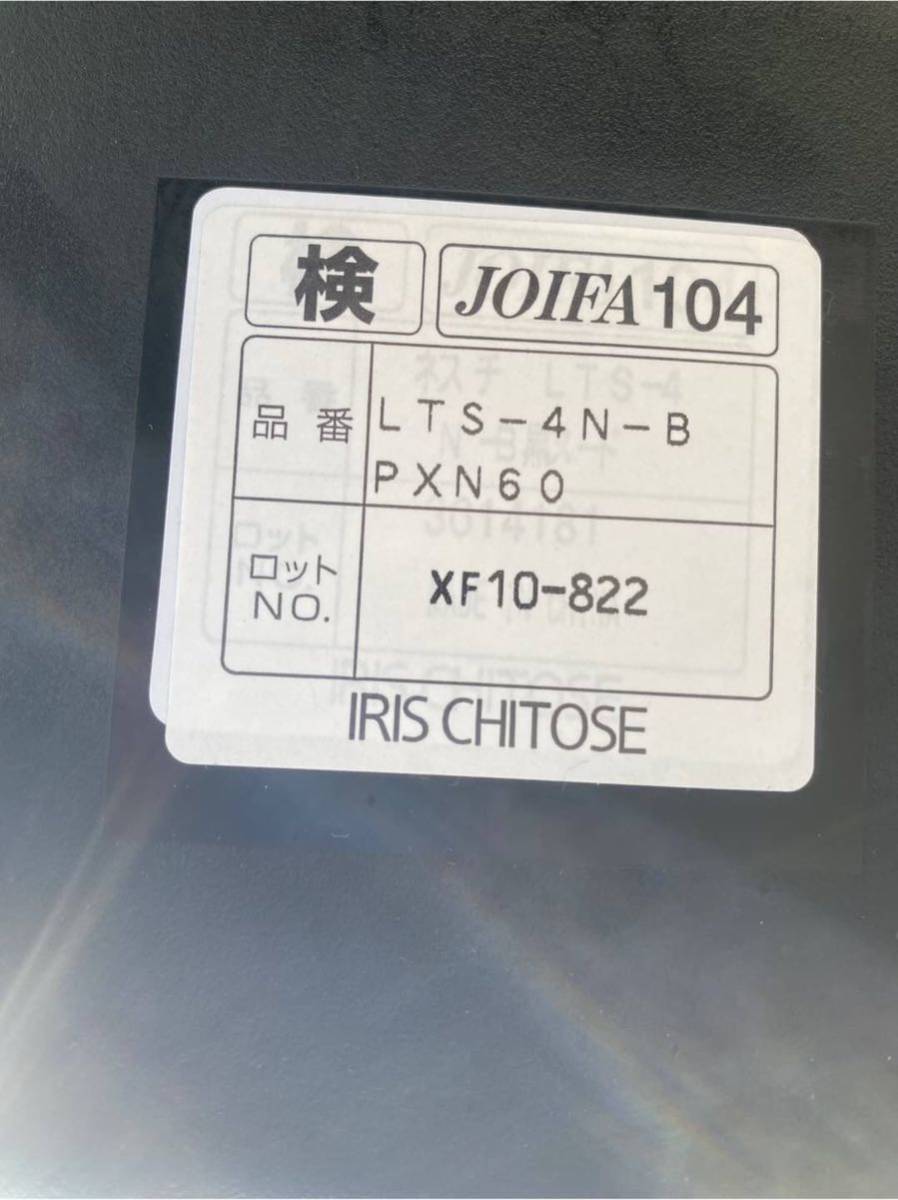 検 JOIFA 104
品番 LTS-4N-B
PXN60
ロット
NO. XF10-822
IRIS CHITOSE